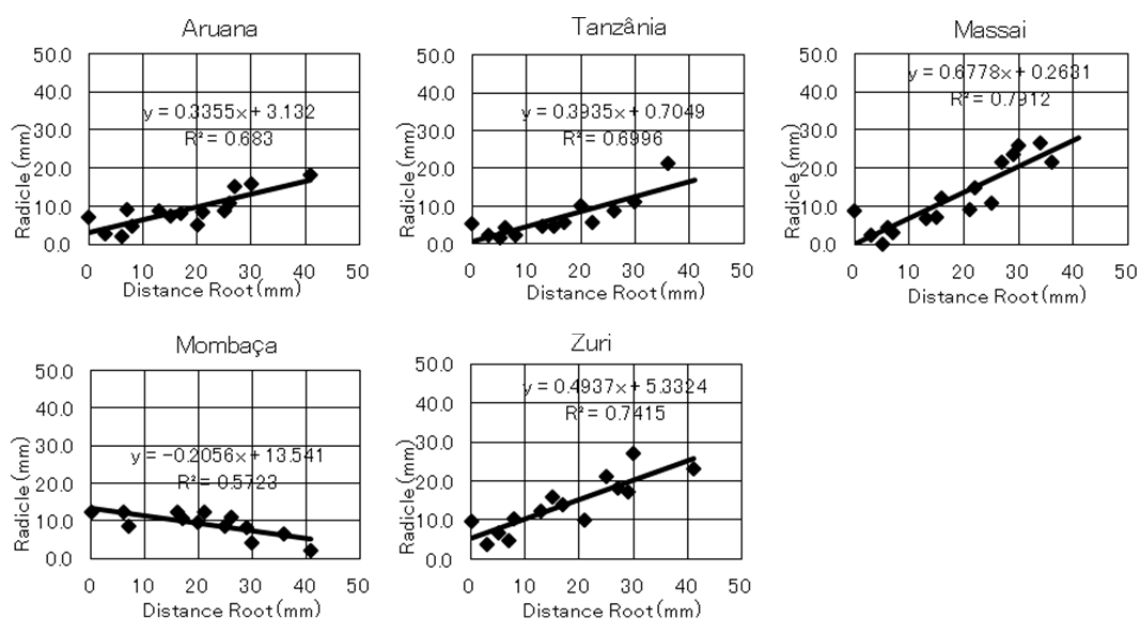 Aruana
50.0
40.0
30.0
20.0
10.0
0.0
Radicle (mm)
y = 0.3355x + 3.132
R² = 0.683
0 10 20 30 40 50
Distance Root (mm)
Tanzânia
50.0
40.0
30.0
20.0
10.0
0.0
Radicle (mm)
y = 0.3935x + 0.7049
R² = 0.6996
0 10 20 30 40 50
Distance Root (mm)
Massai
50.0
40.0
30.0
20.0
10.0
0.0
Radicle (mm)
y = 0.6778x + 0.2631
R² = 0.7912
0 10 20 30 40 50
Distance Root (mm)
Mombaça
50.0
40.0
30.0
20.0
10.0
0.0
Radicle (mm)
y = -0.2056x + 13.541
R² = 0.5723
0 10 20 30 40 50
Distance Root (mm)
Zuri
50.0
40.0
30.0
20.0
10.0
0.0
Radicle (mm)
y = 0.4937x + 5.3324
R² = 0.7415
0 10 20 30 40 50
Distance Root (mm)